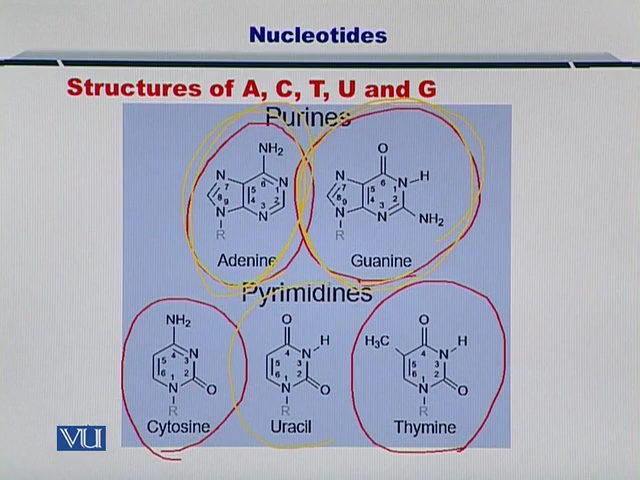 Nucleotides
Structures of A, C, T, U and G
Purines
NH₂ O
N 7 5 6 N 1 8 9 4 3 2 N N R
N 7 5 6 N 1 H 8 9 4 3 2 N N NH₂ R
Adenine Guanine
Pyrimidines
NH₂ O O
4 5 N 3 6 1 2 N O R
4 5 N 3 H 6 1 2 N O R
H₃C 4 5 N 3 H 6 1 2 N O R
Cytosine Uracil Thymine
VU